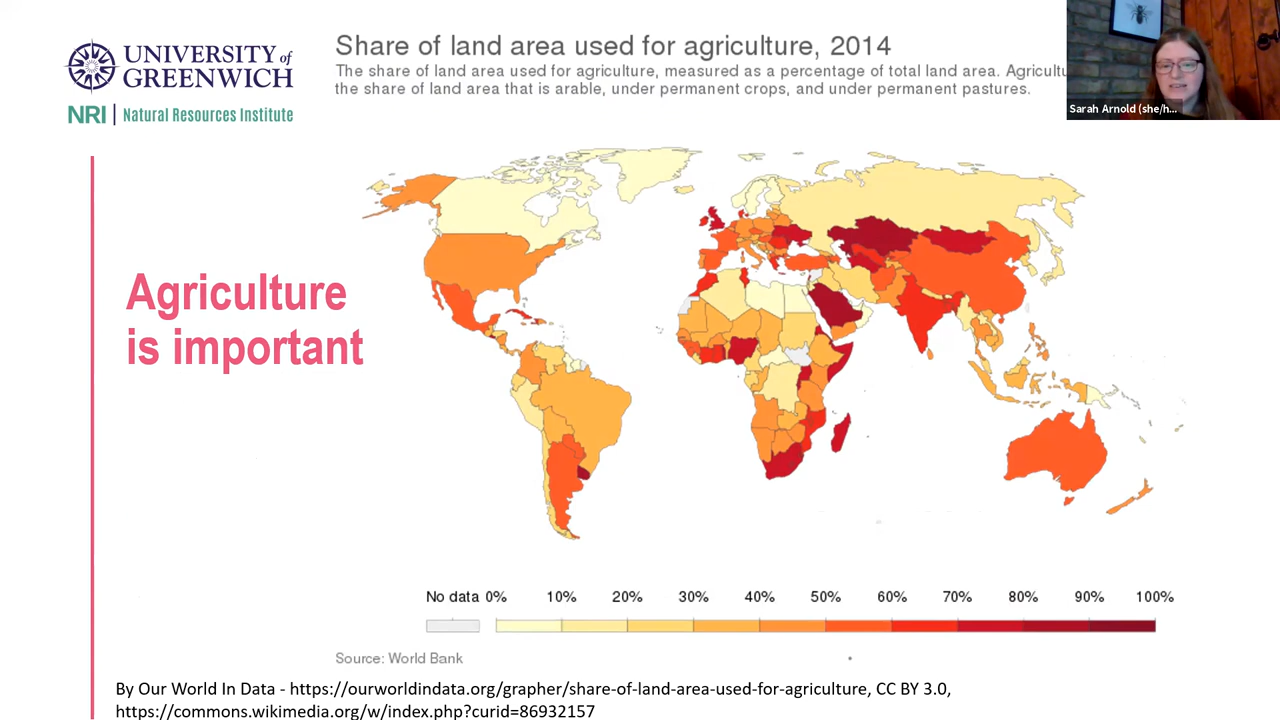 UNIVERSITY of
GREENWICH
NRI | Natural Resources Institute
Share of land area used for agriculture, 2014
The share of land area used for agriculture, measured as a percentage of total land area. Agricultu
the share of land area that is arable, under permanent crops, and under permanent pastures.
Sarah Arnold (she/h...
Agriculture
is important
No data 0% 10% 20% 30% 40% 50% 60% 70% 80% 90% 100%
Source: World Bank
By Our World In Data - https://ourworldindata.org/grapher/share-of-land-area-used-for-agriculture, CC BY 3.0,
https://commons.wikimedia.org/w/index.php?curid=86932157